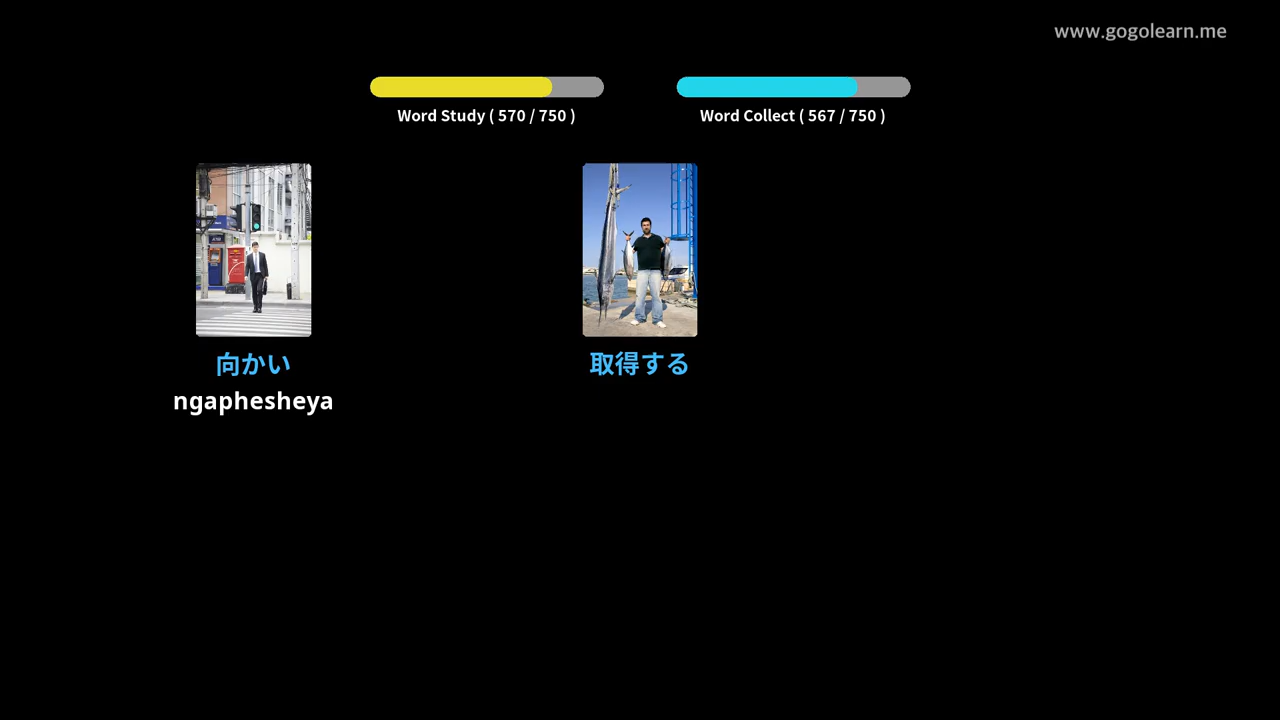 www.gogolearn.me
Word Study ( 570 / 750 )
Word Collect ( 567 / 750 )
向かい
ngaphesheya
取得する